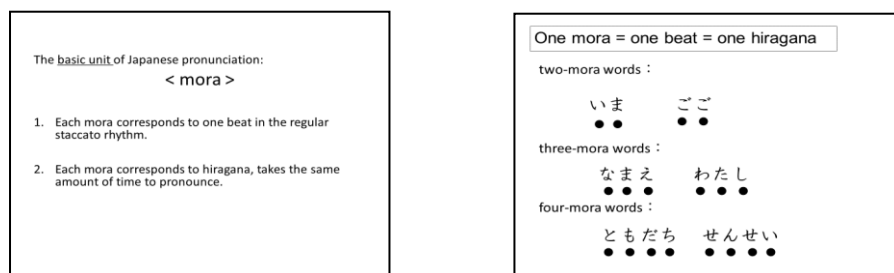 The basic unit of Japanese pronunciation:
< mora >
1. Each mora corresponds to one beat in the regular
staccato rhythm.
2. Each mora corresponds to hiragana, takes the same
amount of time to pronounce.
One mora = one beat = one hiragana
two-mora words：
いま ごご
three-mora words：
なまえ わたし
four-mora words：
ともだち せんせい